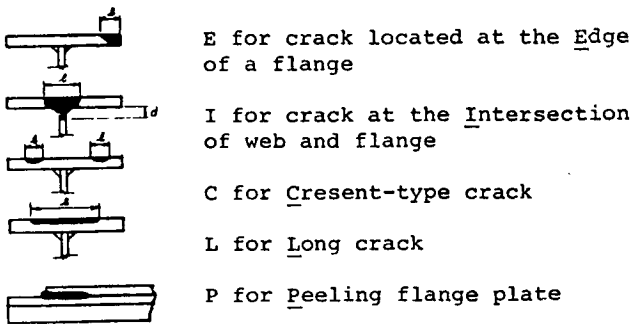 E for crack located at the Edge
of a flange
l
I for crack at the Intersection
d
of web and flange
C for Cresent-type crack
L for Long crack
P for Peeling flange plate